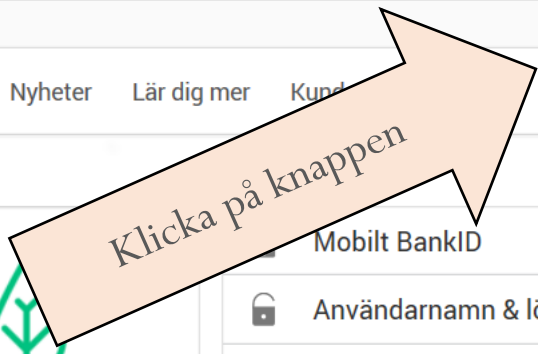 Nyheter Lär dig mer
Klicka på knappen
Mobilt BankID
Användarnamn &